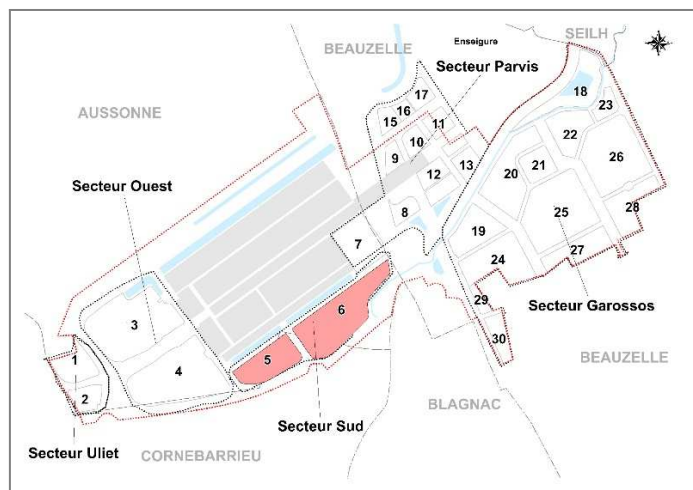 SEILH
BEAUZELLE
Enseigure
Secteur Parvis
AUSSONNE
Secteur Ouest
17
16
15
11
10
9
13
12
8
7
18
23
22
26
21
20
28
25
19
24
27
29
30
3
6
5
4
1
2
Secteur Garossos
BEAUZELLE
BLAGNAC
Secteur Sud
Secteur Uliet
CORNEBARRIEU